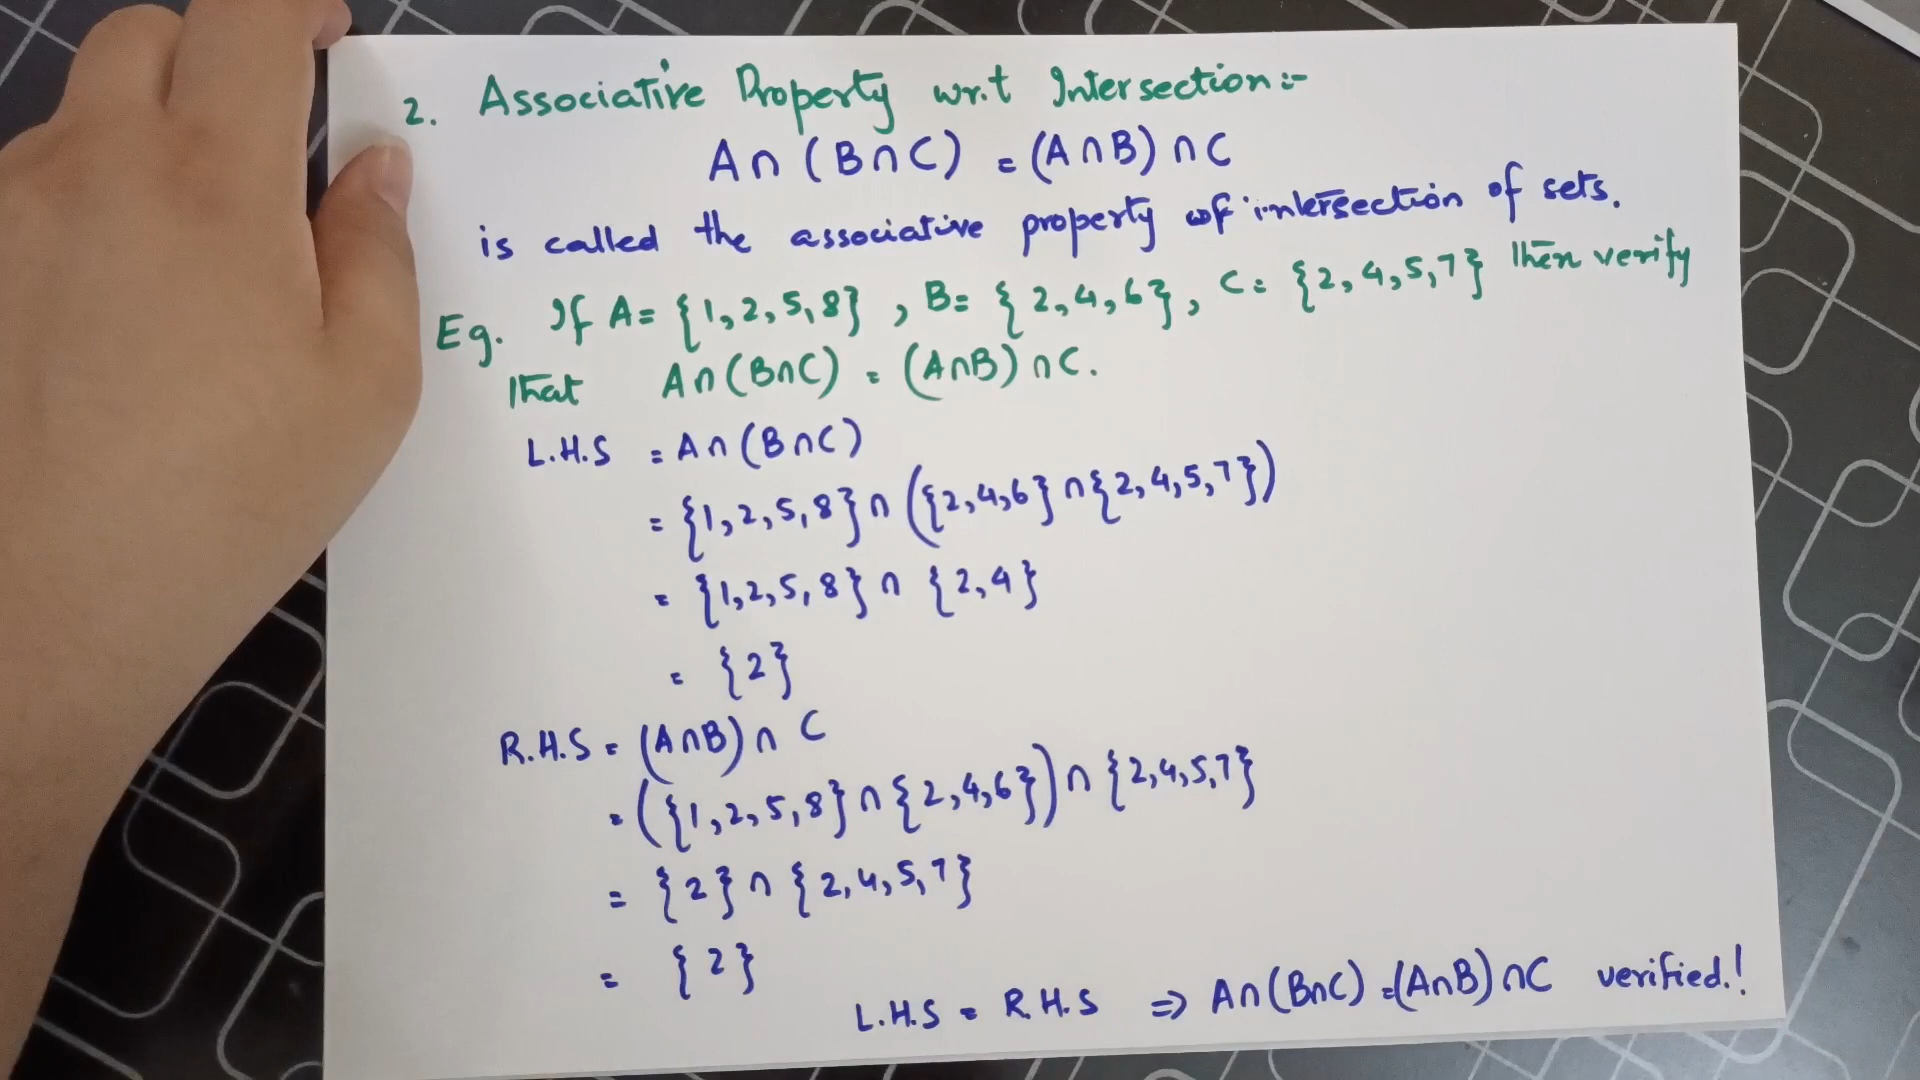 2. Associative Property w.r.t Intersection:-
A∩(B∩C) = (A∩B)∩C
is called the associative property of intersection of sets.
Eg. If A= {1,2,5,8}, B= {2,4,6}, C= {2,4,5,7} then verify
that A∩(B∩C) = (A∩B)∩C.
L.H.S = A∩(B∩C)
= {1,2,5,8}∩({2,4,6}∩{2,4,5,7})
= {1,2,5,8}∩ {2,4}
= {2}
R.H.S = (A∩B)∩ C
= ({1,2,5,8}∩{2,4,6})∩{2,4,5,7}
= {2}∩{2,4,5,7}
= {2}
L.H.S = R.H.S ⇒ A∩(B∩C) =(A∩B)∩C verified.!